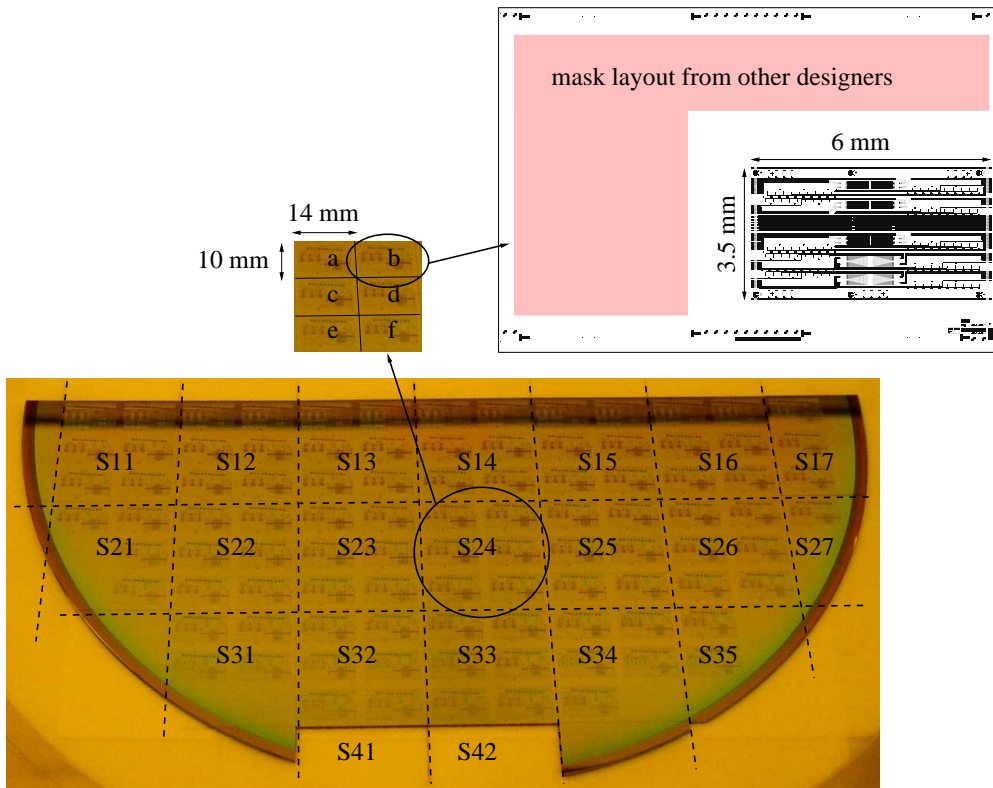 mask layout from other designers
6 mm
3.5 mm
14 mm
10 mm
a b
c d
e f
S11 S12 S13 S14 S15 S16 S17
S21 S22 S23 S24 S25 S26 S27
S31 S32 S33 S34 S35
S41 S42